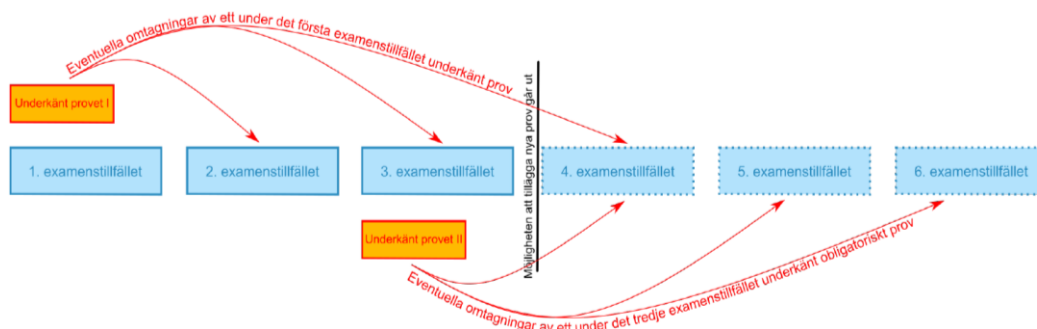 Eventuella omtagningar av ett under det första examenstillfället underkänt prov
Underkänt provet I
Möjligheten att tillägga nya prov går ut
1. examenstillfället
2. examenstillfället
3. examenstillfället
4. examenstillfället
5. examenstillfället
6. examenstillfället
Underkänt provet II
Eventuella omtagningar av ett under det tredje examenstillfället underkänt obligatoriskt prov